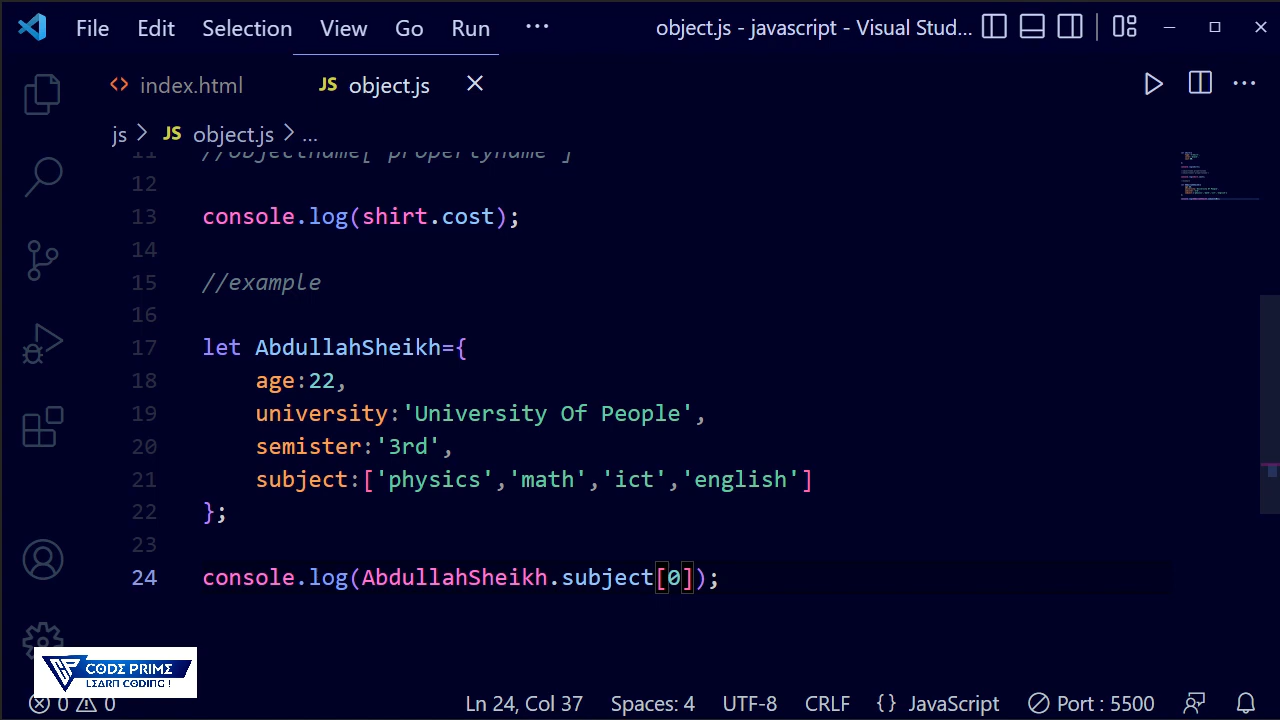 File Edit Selection View Go Run ···
object.js - javascript - Visual Stud...
<> index.html JS object.js
js > JS object.js > ...
11 //objectname["propertyname"]
12
13 console.log(shirt.cost);
14
15 //example
16
17 let AbdullahSheikh={
18 age:22,
19 university:'University Of People',
20 semister:'3rd',
21 subject:['physics','math','ict','english']
22 };
23
24 console.log(AbdullahSheikh.subject[0]);
CODE PRIME
LEARN CODING !
0 0 Ln 24, Col 37 Spaces: 4 UTF-8 CRLF {} JavaScript Port : 5500